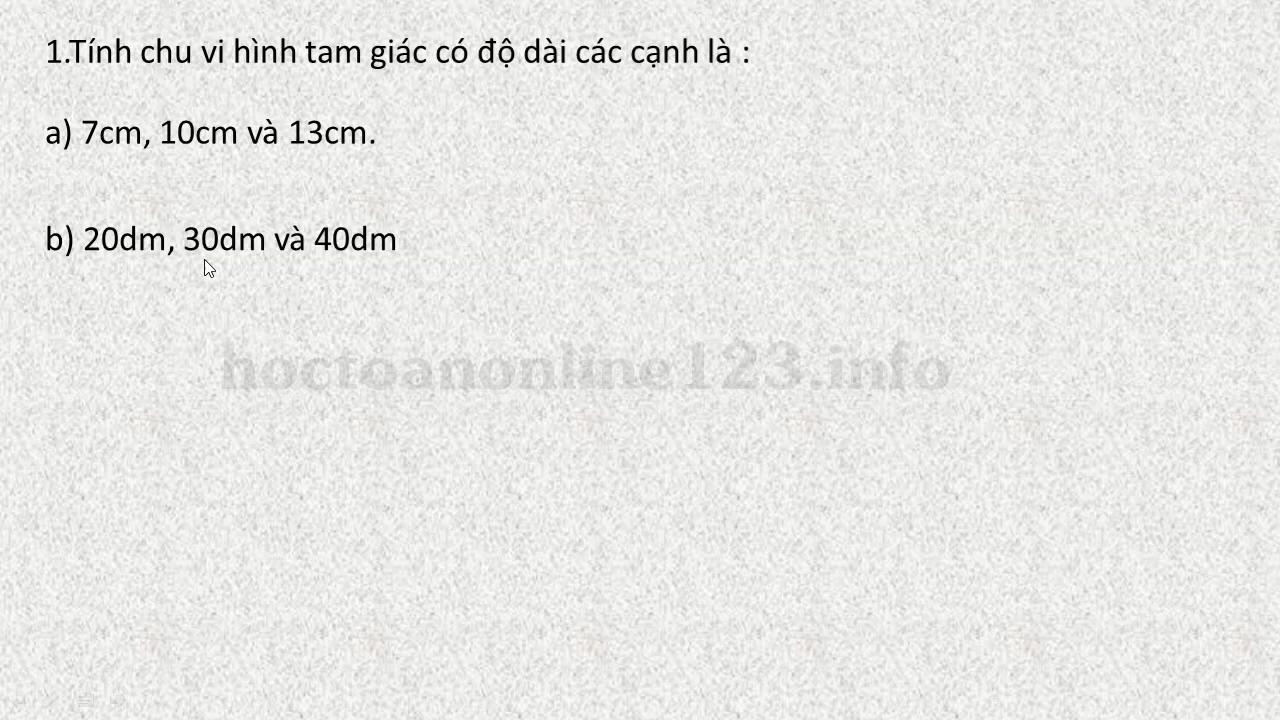 1.Tính chu vi hình tam giác có độ dài các cạnh là :
a) 7cm, 10cm và 13cm.
b) 20dm, 30dm và 40dm
hoctoanonline123.info